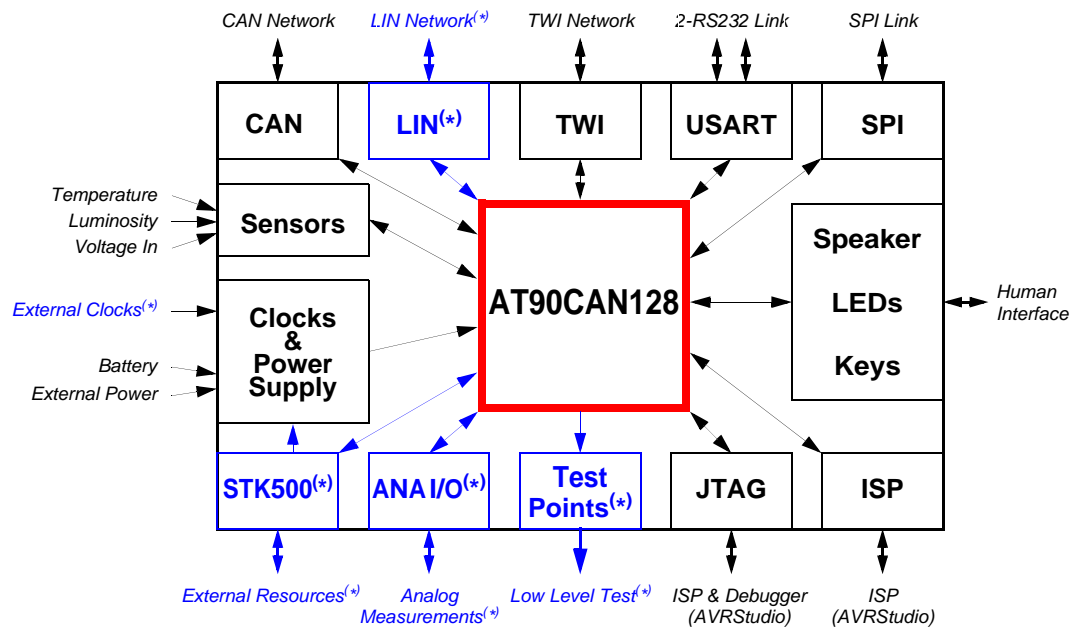 CAN Network
LIN Network(*)
TWI Network
2-RS232 Link
SPI Link
CAN
LIN(*)
TWI
USART
SPI
Temperature
Luminosity
Voltage In
Sensors
Speaker
LEDs
Keys
AT90CAN128
External Clocks(*)
Clocks
&
Power
Supply
Human
Interface
Battery
External Power
STK500(*)
ANA I/O(*)
Test
Points(*)
JTAG
ISP
External Resources(*)
Analog
Measurements(*)
Low Level Test(*)
ISP & Debugger
(AVRStudio)
ISP
(AVRStudio)